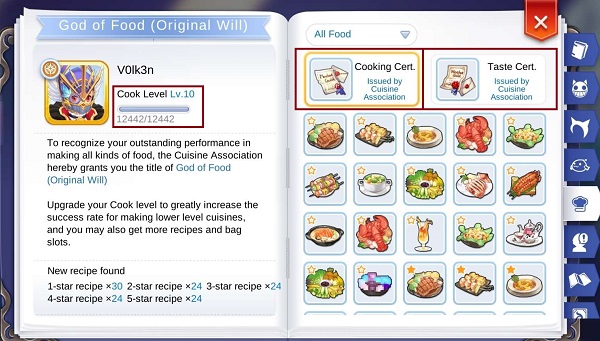 God of Food (Original Will)
V0lk3n
Cook Level Lv.10
12442/12442
To recognize your outstanding performance in
making all kinds of food, the Cuisine Association
hereby grants you the title of God of Food
(Original Will)
Upgrade your Cook level to greatly increase the
success rate for making lower level cuisines,
and you may also get more recipes and bag
slots.
New recipe found
1-star recipe ×30 2-star recipe ×24 3-star recipe ×24
4-star recipe ×24 5-star recipe ×24
All Food
Cooking Cert.
Issued by
Cuisine
Association
Taste Cert.
Issued by
Cuisine
Association